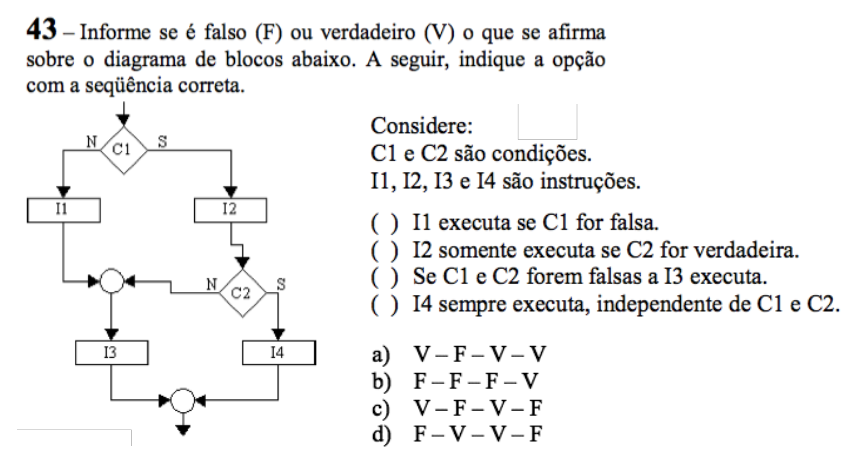 43 – Informe se é falso (F) ou verdadeiro (V) o que se afirma
sobre o diagrama de blocos abaixo. A seguir, indique a opção
com a seqüência correta.
N
C1
S
I1
I2
N
C2
S
I3
I4
Considere:
C1 e C2 são condições.
I1, I2, I3 e I4 são instruções.
( ) I1 executa se C1 for falsa.
( ) I2 somente executa se C2 for verdadeira.
( ) Se C1 e C2 forem falsas a I3 executa.
( ) I4 sempre executa, independente de C1 e C2.
a) V – F – V – V
b) F – F – F – V
c) V – F – V – F
d) F – V – V – F